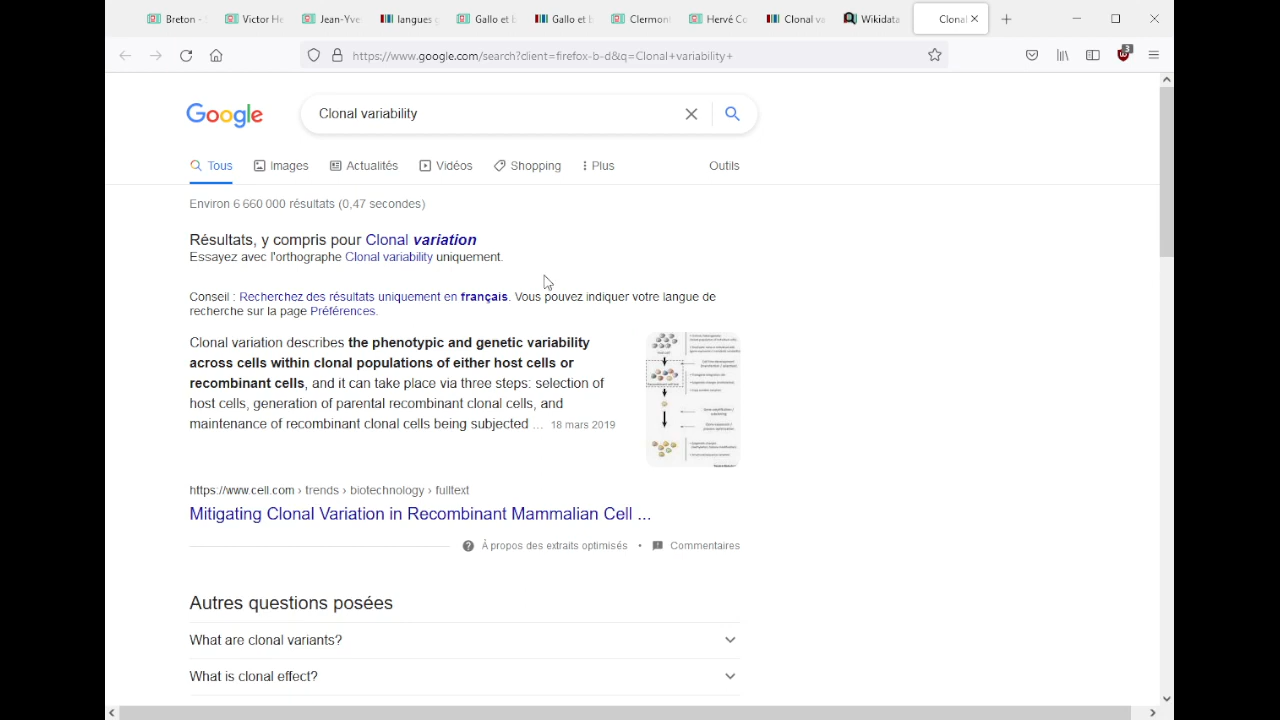 Breton - Victor He Jean-Yve langues g Gallo et b Gallo et b Clermont Hervé Co Clonal va Wikidata Clonal
https://www.google.com/search?client=firefox-b-d&q=Clonal+variability+
3
Google Clonal variability
Tous Images Actualités Vidéos Shopping Plus Outils
Environ 6 660 000 résultats (0,47 secondes)
Résultats, y compris pour Clonal variation
Essayez avec l'orthographe Clonal variability uniquement.
Conseil : Recherchez des résultats uniquement en français. Vous pouvez indiquer votre langue de
recherche sur la page Préférences.
Clonal variation describes the phenotypic and genetic variability
across cells within clonal populations of either host cells or
recombinant cells, and it can take place via three steps: selection of
host cells, generation of parental recombinant clonal cells, and
maintenance of recombinant clonal cells being subjected ... 18 mars 2019
https://www.cell.com › trends › biotechnology › fulltext
Mitigating Clonal Variation in Recombinant Mammalian Cell ...
À propos des extraits optimisés • Commentaires
Autres questions posées
What are clonal variants?
What is clonal effect?